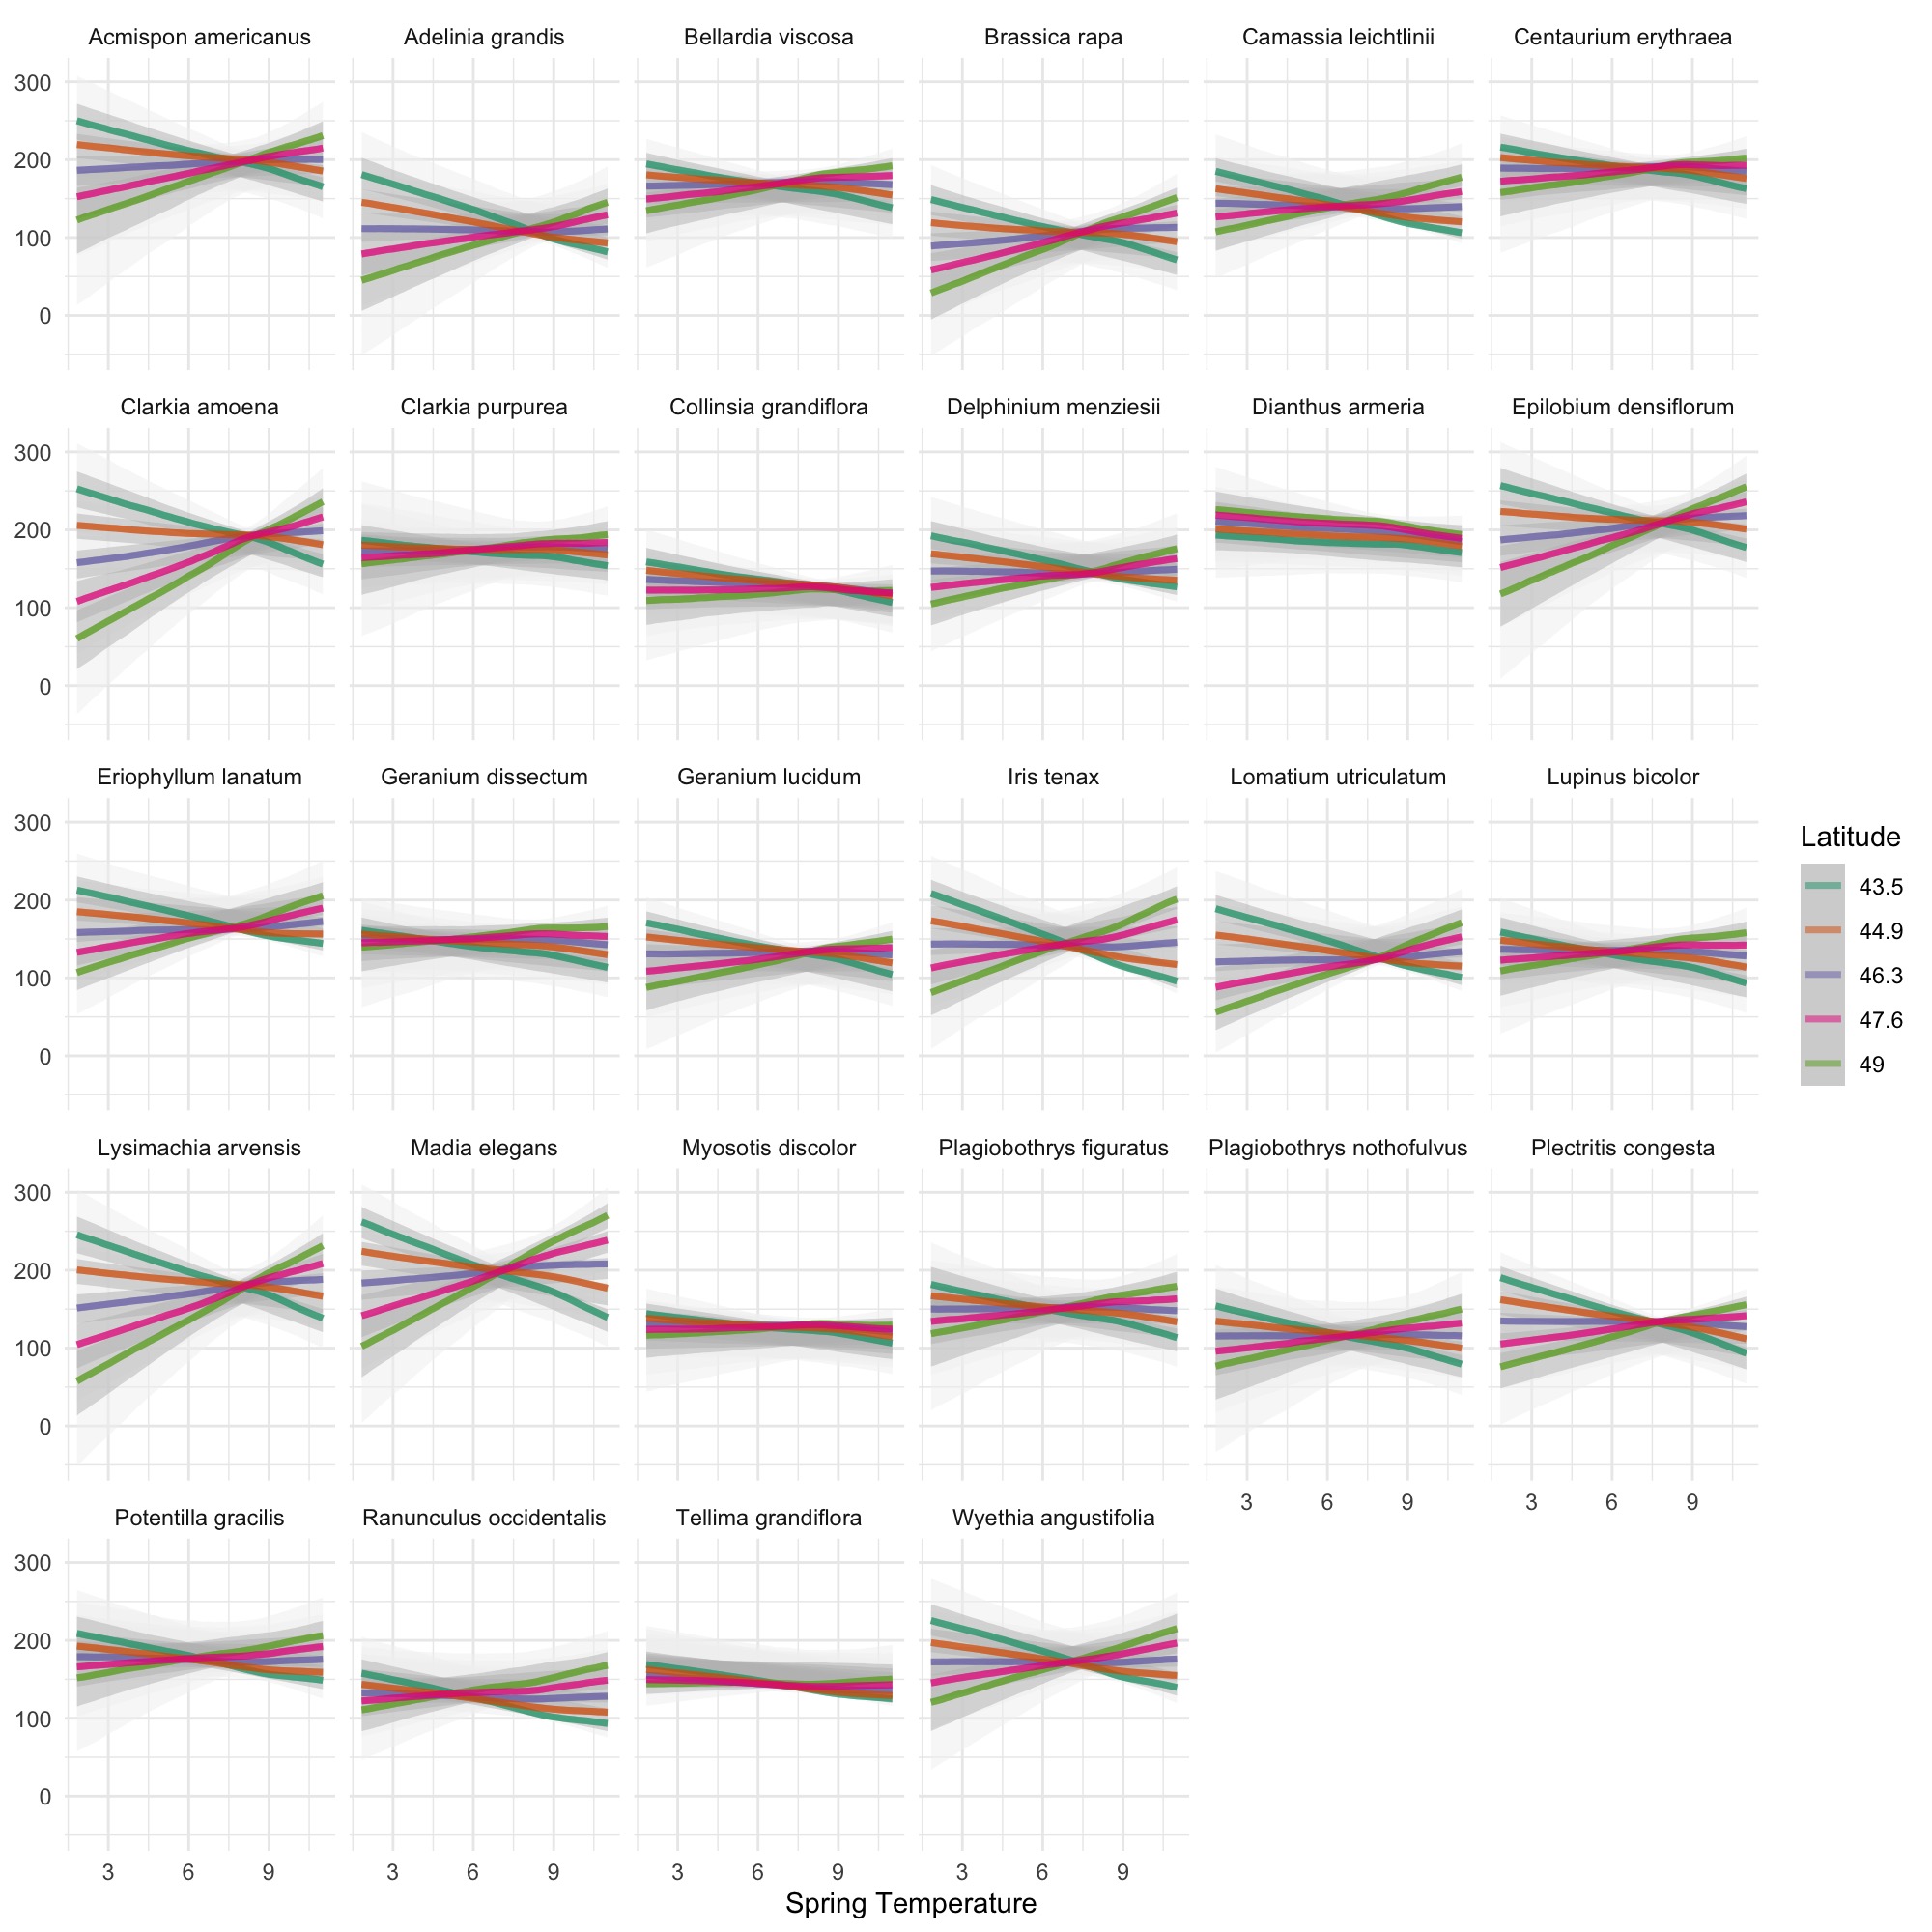 Acmispon americanus Adelinia grandis Bellardia viscosa Brassica rapa Camassia leichtlinii Centaurium erythraea
300
200
100
0
Clarkia amoena Clarkia purpurea Collinsia grandiflora Delphinium menziesii Dianthus armeria Epilobium densiflorum
300
200
100
0
Eriophyllum lanatum Geranium dissectum Geranium lucidum Iris tenax Lomatium utriculatum Lupinus bicolor
300
200
100
0
Latitude
43.5
44.9
46.3
47.6
49
Lysimachia arvensis Madia elegans Myosotis discolor Plagiobothrys figuratus Plagiobothrys nothofulvus Plectritis congesta
300
200
100
0
3 6 9 3 6 9
Potentilla gracilis Ranunculus occidentalis Tellima grandiflora Wyethia angustifolia
300
200
100
0
3 6 9 3 6 9 3 6 9 3 6 9
Spring Temperature